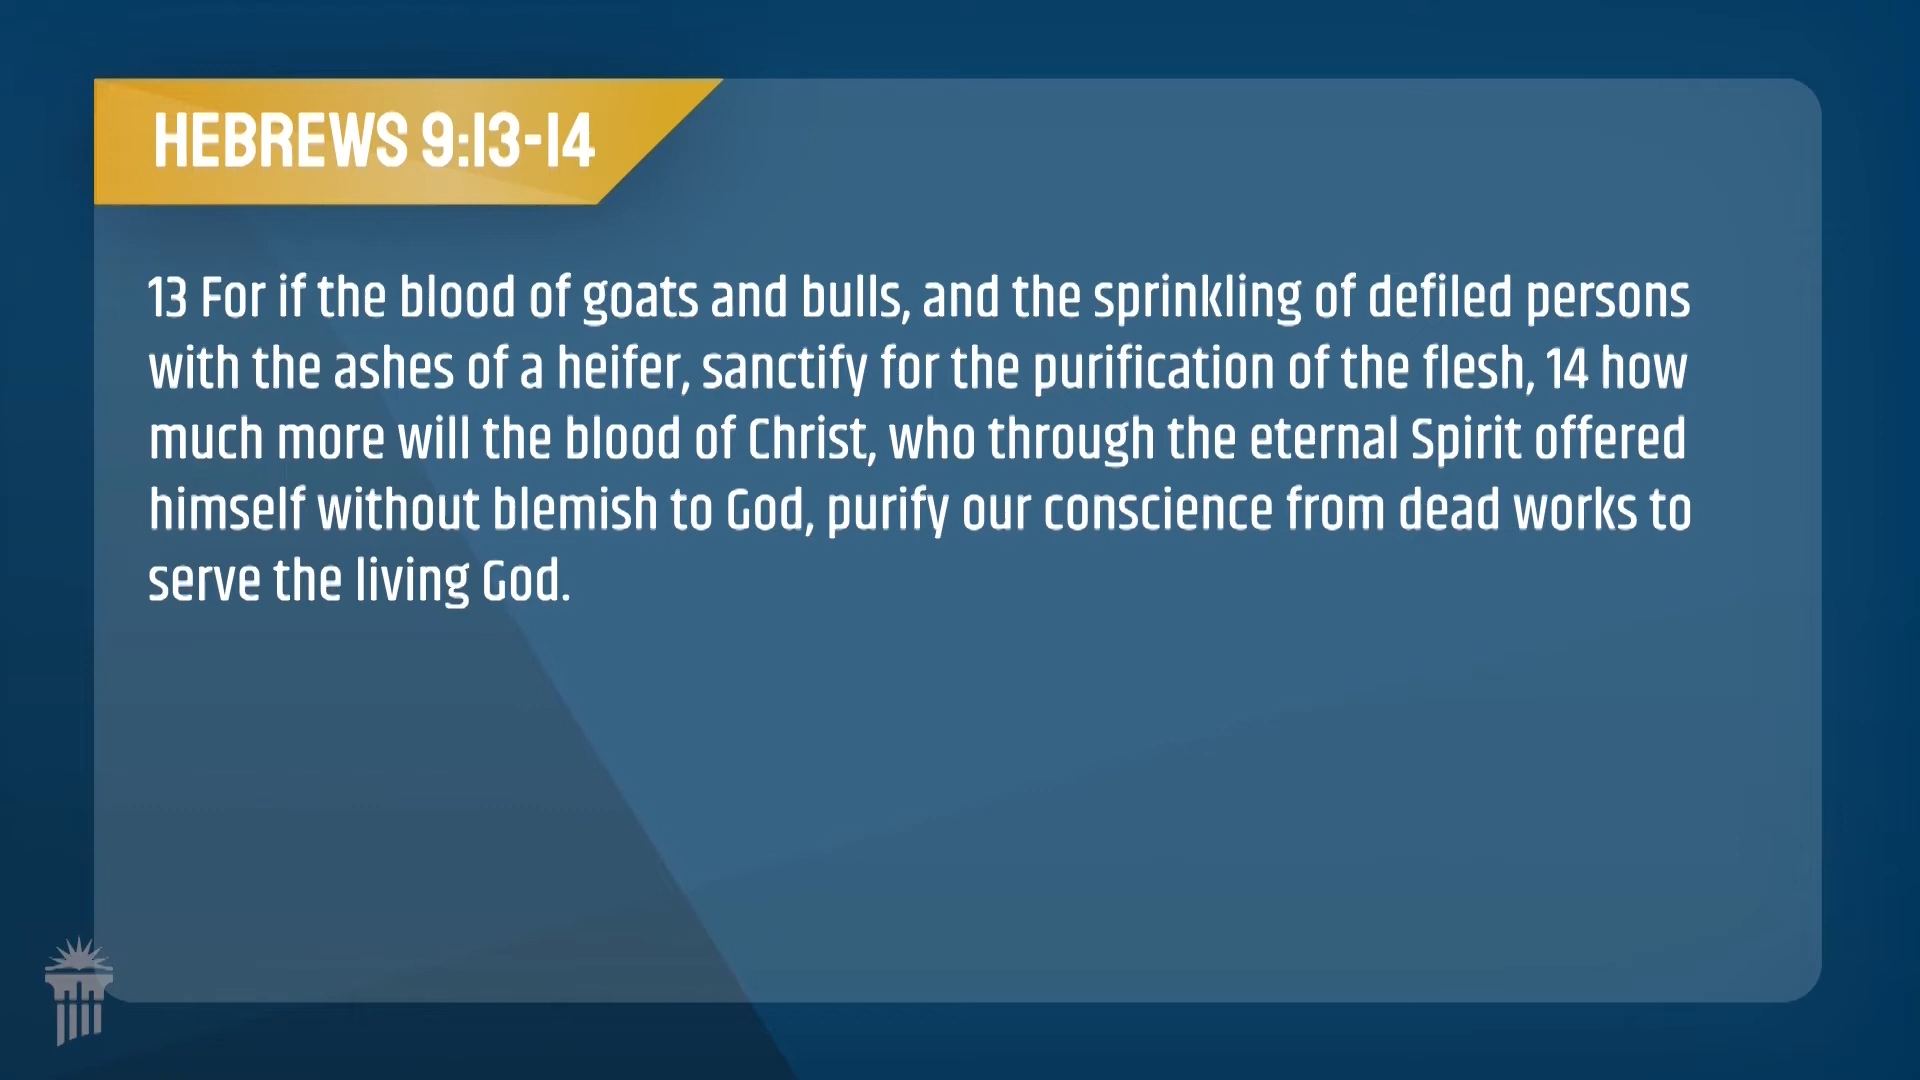 HEBREWS 9:13-14
13 For if the blood of goats and bulls, and the sprinkling of defiled persons
with the ashes of a heifer, sanctify for the purification of the flesh, 14 how
much more will the blood of Christ, who through the eternal Spirit offered
himself without blemish to God, purify our conscience from dead works to
serve the living God.